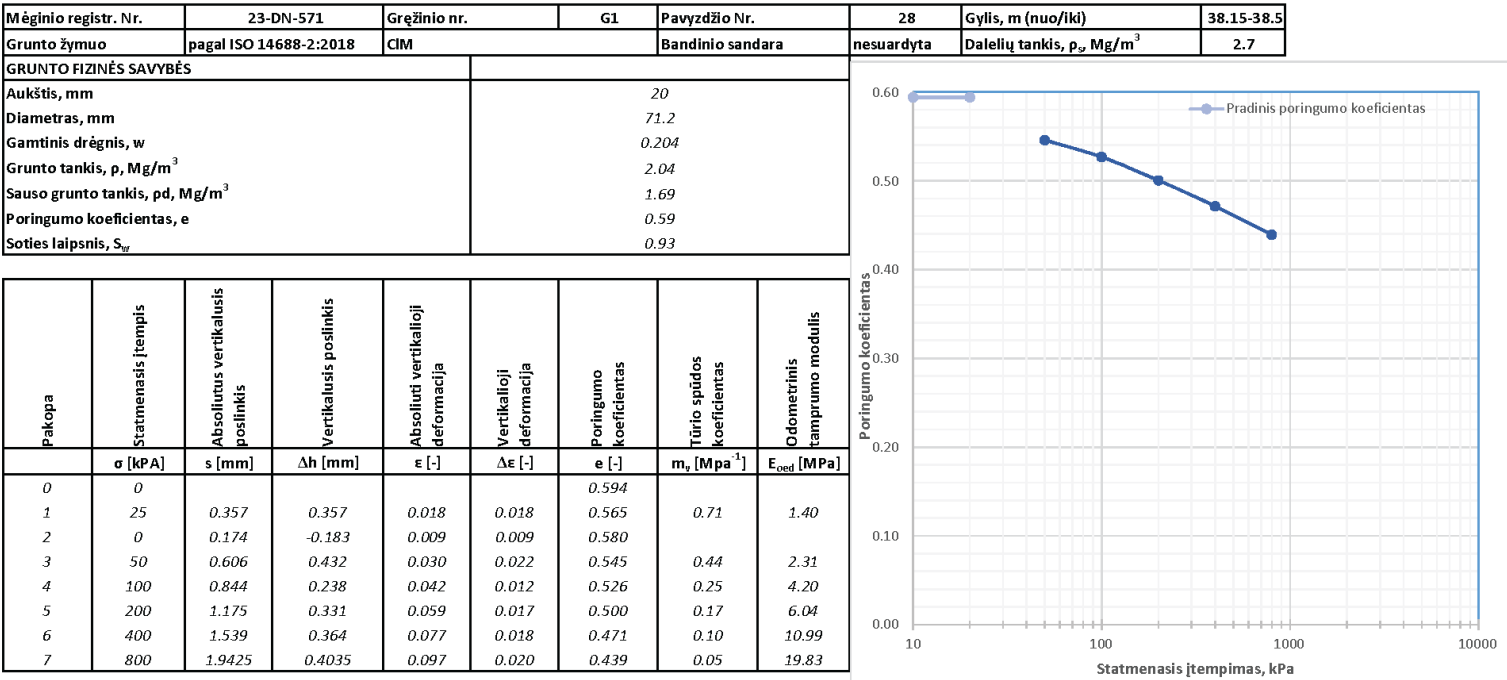 Mėginio registr. Nr. 23-DN-571 Gręžinio nr. G1 Pavyzdžio Nr. 28 Gylis, m (nuo/iki) 38.15-38.5
Grunto žymuo pagal ISO 14688-2:2018 ClM Bandinio sandara nesuardyta Dalelių tankis, ρs, Mg/m³ 2.7
GRUNTO FIZINĖS SAVYBĖS
Aukštis, mm 20
Diametras, mm 71.2
Gamtinis drėgnis, w 0.204
Grunto tankis, ρ, Mg/m³ 2.04
Sauso grunto tankis, ρd, Mg/m³ 1.69
Poringumo koeficientas, e 0.59
Soties laipsnis, Sw 0.93
Pakopa
Statmenasis įtempis
Absoliutus vertikalusis poslinkis
Vertikalusis poslinkis
Absoliuti vertikalioji deformacija
Vertikalioji deformacija
Poringumo koeficientas
Tūrio spūdos koeficientas
Odometrinis tamprumo modulis
σ [kPA] s [mm] Δh [mm] ε [-] Δε [-] e [-] mv [Mpa⁻¹] Eoed [MPa]
0 0 0.594
1 25 0.357 0.357 0.018 0.018 0.565 0.71 1.40
2 0 0.174 -0.183 0.009 0.009 0.580
3 50 0.606 0.432 0.030 0.022 0.545 0.44 2.31
4 100 0.844 0.238 0.042 0.012 0.526 0.25 4.20
5 200 1.175 0.331 0.059 0.017 0.500 0.17 6.04
6 400 1.539 0.364 0.077 0.018 0.471 0.10 10.99
7 800 1.9425 0.4035 0.097 0.020 0.439 0.05 19.83
Pradinis poringumo koeficientas
Poringumo koeficientas
0.60
0.50
0.40
0.30
0.20
0.10
0.00
10 100 1000 10000
Statmenasis įtempimas, kPa